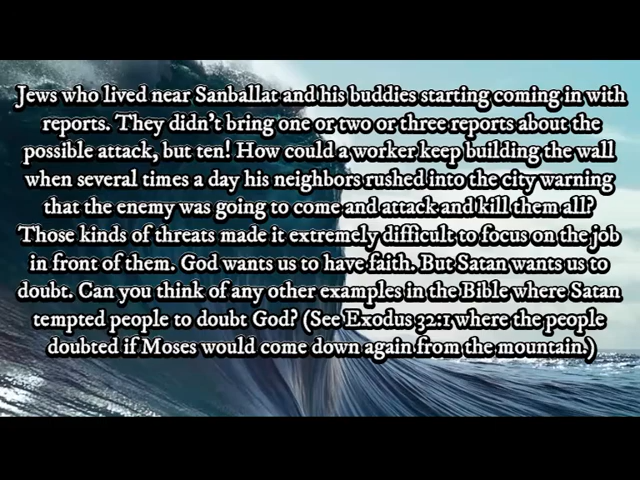 Jews who lived near Sanballat and his buddies starting coming in with
reports. They didn't bring one or two or three reports about the
possible attack, but ten! How could a worker keep building the wall
when several times a day his neighbors rushed into the city warning
that the enemy was going to come and attack and kill them all?
Those kinds of threats made it extremely difficult to focus on the job
in front of them. God wants us to have faith. But Satan wants us to
doubt. Can you think of any other examples in the Bible where Satan
tempted people to doubt God? (See Exodus 32:1 where the people
doubted if Moses would come down again from the mountain.)